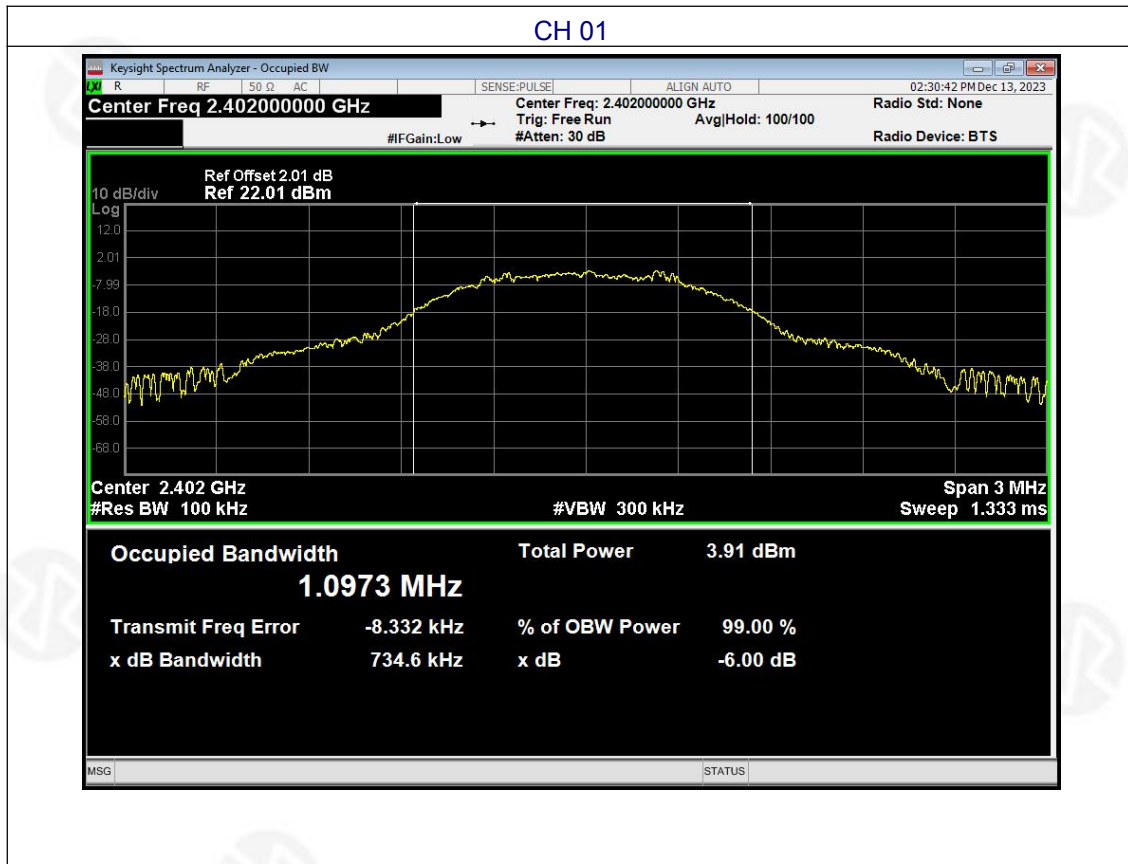 CH 01
Keysight Spectrum Analyzer - Occupied BW
LXI R RF 50 Ω AC SENSE:PULSE ALIGN AUTO 02:30:42 PM Dec 13, 2023
Center Freq 2.402000000 GHz
Center Freq: 2.402000000 GHz
Radio Std: None
Trig: Free Run Avg|Hold: 100/100
#IFGain:Low #Atten: 30 dB Radio Device: BTS
Ref Offset 2.01 dB
10 dB/div Ref 22.01 dBm
Log
12.0
2.01
-7.99
-18.0
-28.0
-38.0
-48.0
-58.0
-68.0
Center 2.402 GHz Span 3 MHz
#Res BW 100 kHz #VBW 300 kHz Sweep 1.333 ms
Occupied Bandwidth Total Power 3.91 dBm
1.0973 MHz
Transmit Freq Error -8.332 kHz % of OBW Power 99.00 %
x dB Bandwidth 734.6 kHz x dB -6.00 dB
MSG STATUS